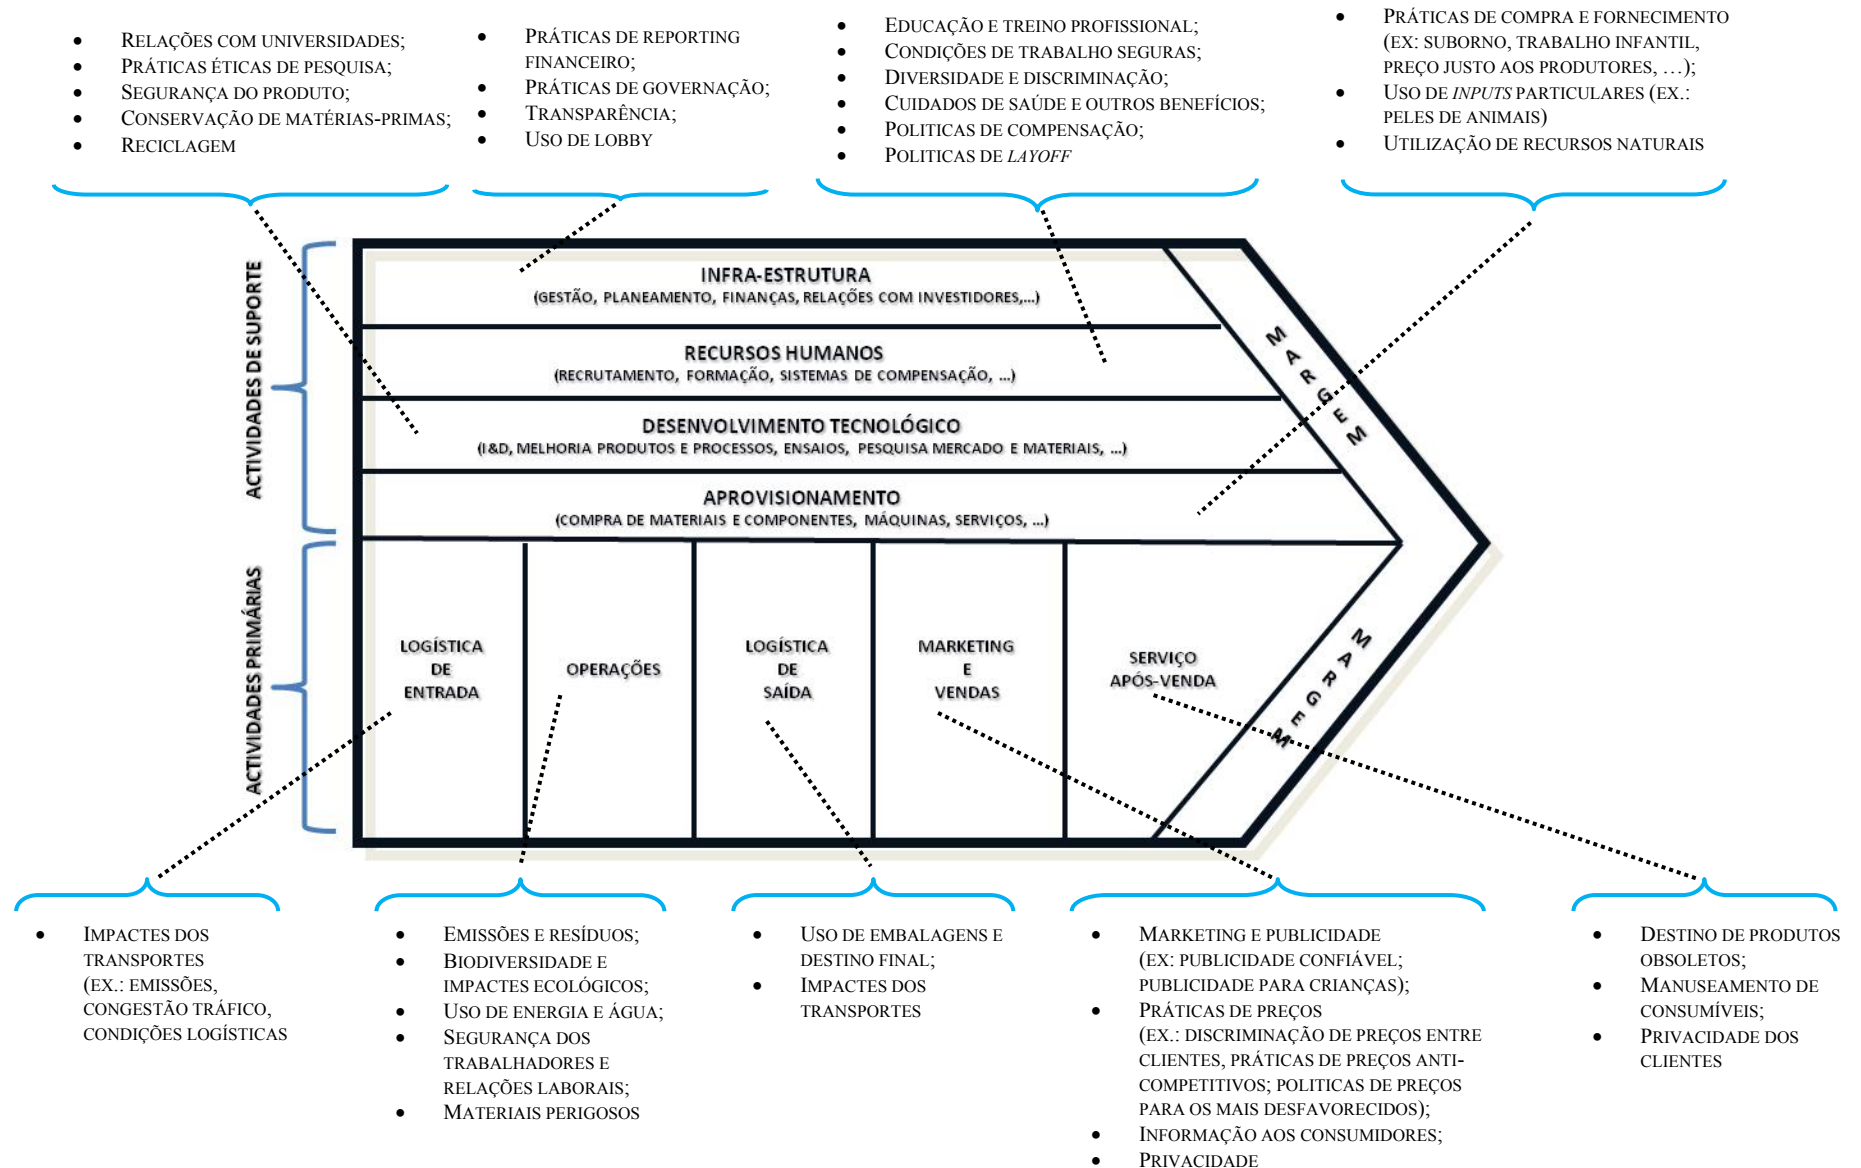 • RELAÇÕES COM UNIVERSIDADES;
• PRÁTICAS ÉTICAS DE PESQUISA;
• SEGURANÇA DO PRODUTO;
• CONSERVAÇÃO DE MATÉRIAS-PRIMAS;
• RECICLAGEM
• PRÁTICAS DE REPORTING
FINANCEIRO;
• PRÁTICAS DE GOVERNAÇÃO;
• TRANSPARÊNCIA;
• USO DE LOBBY
• EDUCAÇÃO E TREINO PROFISSIONAL;
• CONDIÇÕES DE TRABALHO SEGURAS;
• DIVERSIDADE E DISCRIMINAÇÃO;
• CUIDADOS DE SAÚDE E OUTROS BENEFÍCIOS;
• POLITICAS DE COMPENSAÇÃO;
• POLITICAS DE LAYOFF
• PRÁTICAS DE COMPRA E FORNECIMENTO
(EX: SUBORNO, TRABALHO INFANTIL,
PREÇO JUSTO AOS PRODUTORES, …);
• USO DE INPUTS PARTICULARES (EX.:
PELES DE ANIMAIS)
• UTILIZAÇÃO DE RECURSOS NATURAIS
ACTIVIDADES DE SUPORTE
INFRA-ESTRUTURA
(GESTÃO, PLANEAMENTO, FINANÇAS, RELAÇÕES COM INVESTIDORES,...)
RECURSOS HUMANOS
(RECRUTAMENTO, FORMAÇÃO, SISTEMAS DE COMPENSAÇÃO, ...)
DESENVOLVIMENTO TECNOLÓGICO
(I&D, MELHORIA PRODUTOS E PROCESSOS, ENSAIOS, PESQUISA MERCADO E MATERIAIS, ...)
APROVISIONAMENTO
(COMPRA DE MATERIAIS E COMPONENTES, MÁQUINAS, SERVIÇOS, ...)
MARGEM
ACTIVIDADES PRIMÁRIAS
LOGÍSTICA
DE
ENTRADA
OPERAÇÕES
LOGÍSTICA
DE
SAÍDA
MARKETING
E
VENDAS
SERVIÇO
APÓS-VENDA
MARGEM
• IMPACTES DOS
TRANSPORTES
(EX.: EMISSÕES,
CONGESTÃO TRÁFICO,
CONDIÇÕES LOGÍSTICAS
• EMISSÕES E RESÍDUOS;
• BIODIVERSIDADE E
IMPACTES ECOLÓGICOS;
• USO DE ENERGIA E ÁGUA;
• SEGURANÇA DOS
TRABALHADORES E
RELAÇÕES LABORAIS;
• MATERIAIS PERIGOSOS
• USO DE EMBALAGENS E
DESTINO FINAL;
• IMPACTES DOS
TRANSPORTES
• MARKETING E PUBLICIDADE
(EX: PUBLICIDADE CONFIÁVEL;
PUBLICIDADE PARA CRIANÇAS);
• PRÁTICAS DE PREÇOS
(EX.: DISCRIMINAÇÃO DE PREÇOS ENTRE
CLIENTES, PRÁTICAS DE PREÇOS ANTI-
COMPETITIVOS; POLITICAS DE PREÇOS
PARA OS MAIS DESFAVORECIDOS);
• INFORMAÇÃO AOS CONSUMIDORES;
• PRIVACIDADE
• DESTINO DE PRODUTOS
OBSOLETOS;
• MANUSEAMENTO DE
CONSUMÍVEIS;
• PRIVACIDADE DOS
CLIENTES